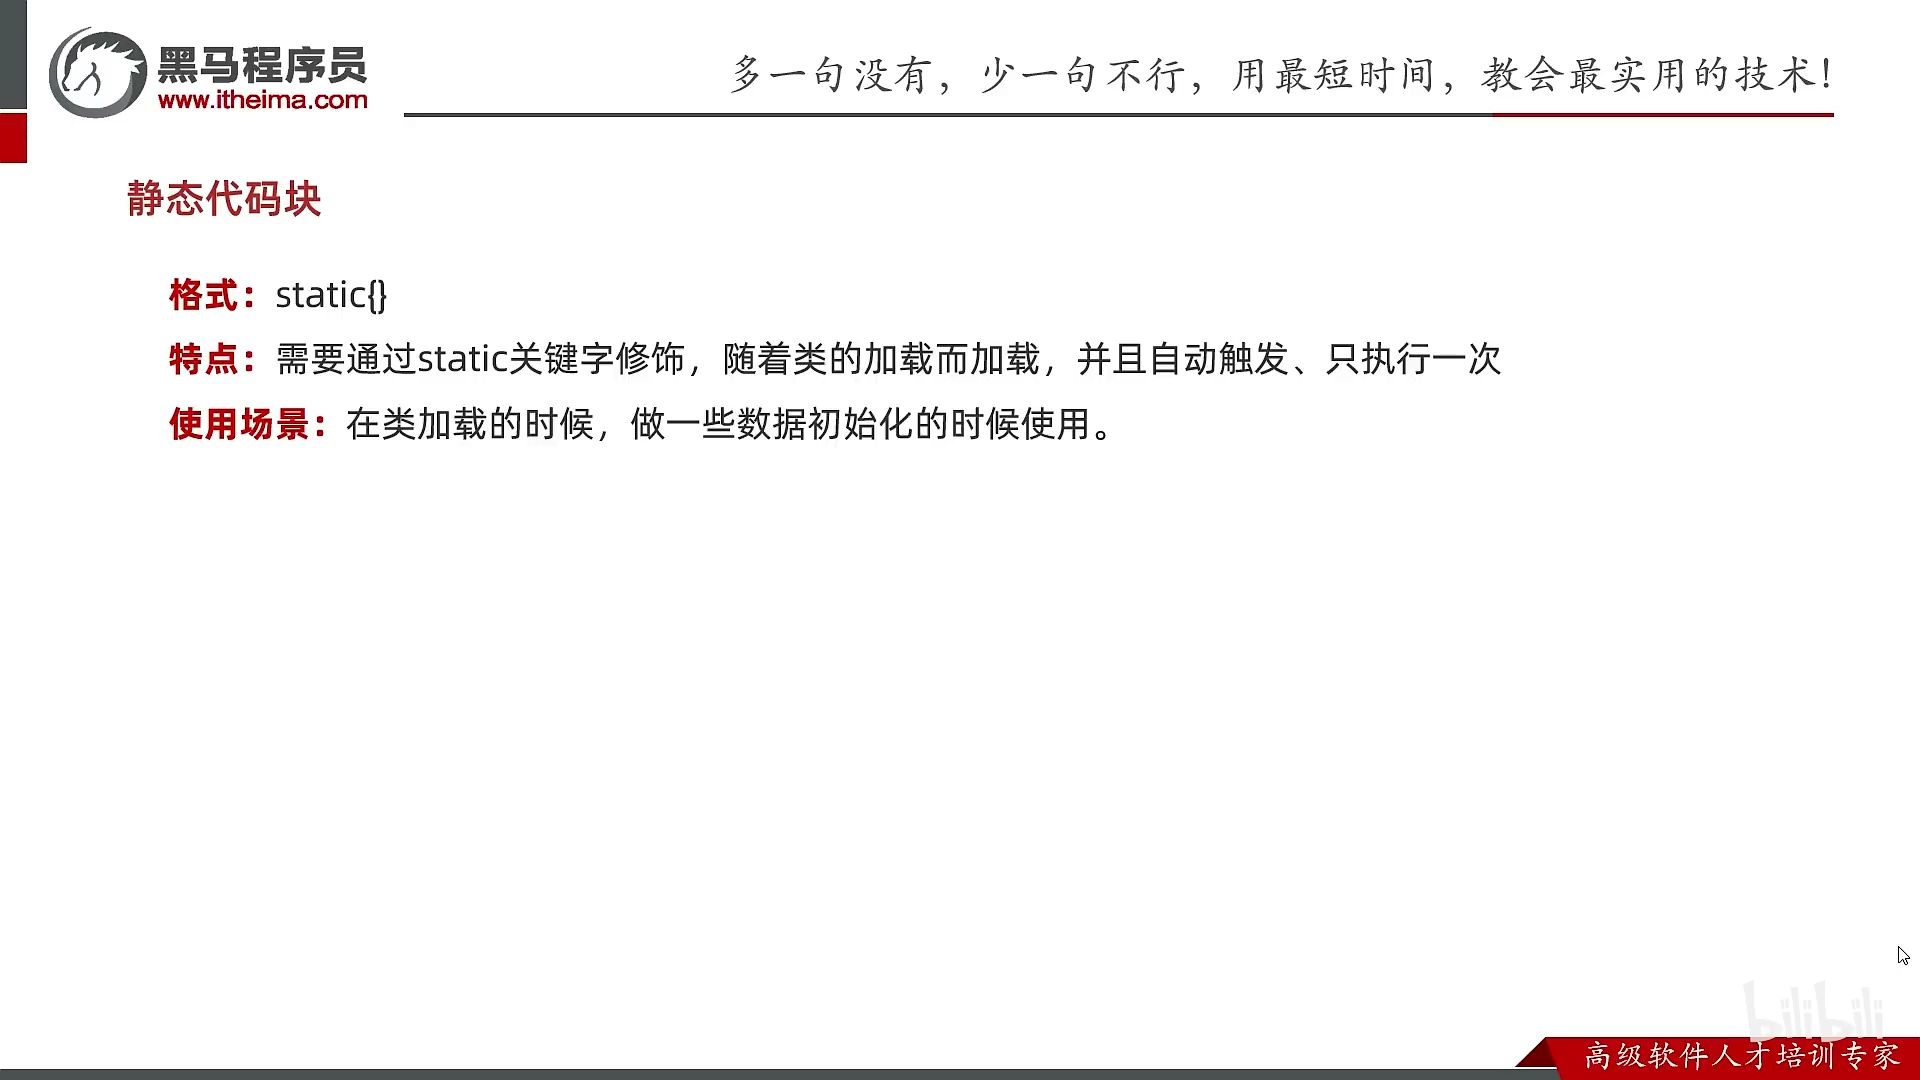 黑马程序员
www.itheima.com
多一句没有，少一句不行，用最短时间，教会最实用的技术！
静态代码块
格式：static{}
特点：需要通过static关键字修饰，随着类的加载而加载，并且自动触发、只执行一次
使用场景：在类加载的时候，做一些数据初始化的时候使用。
bilibili
高级软件人才培训专家